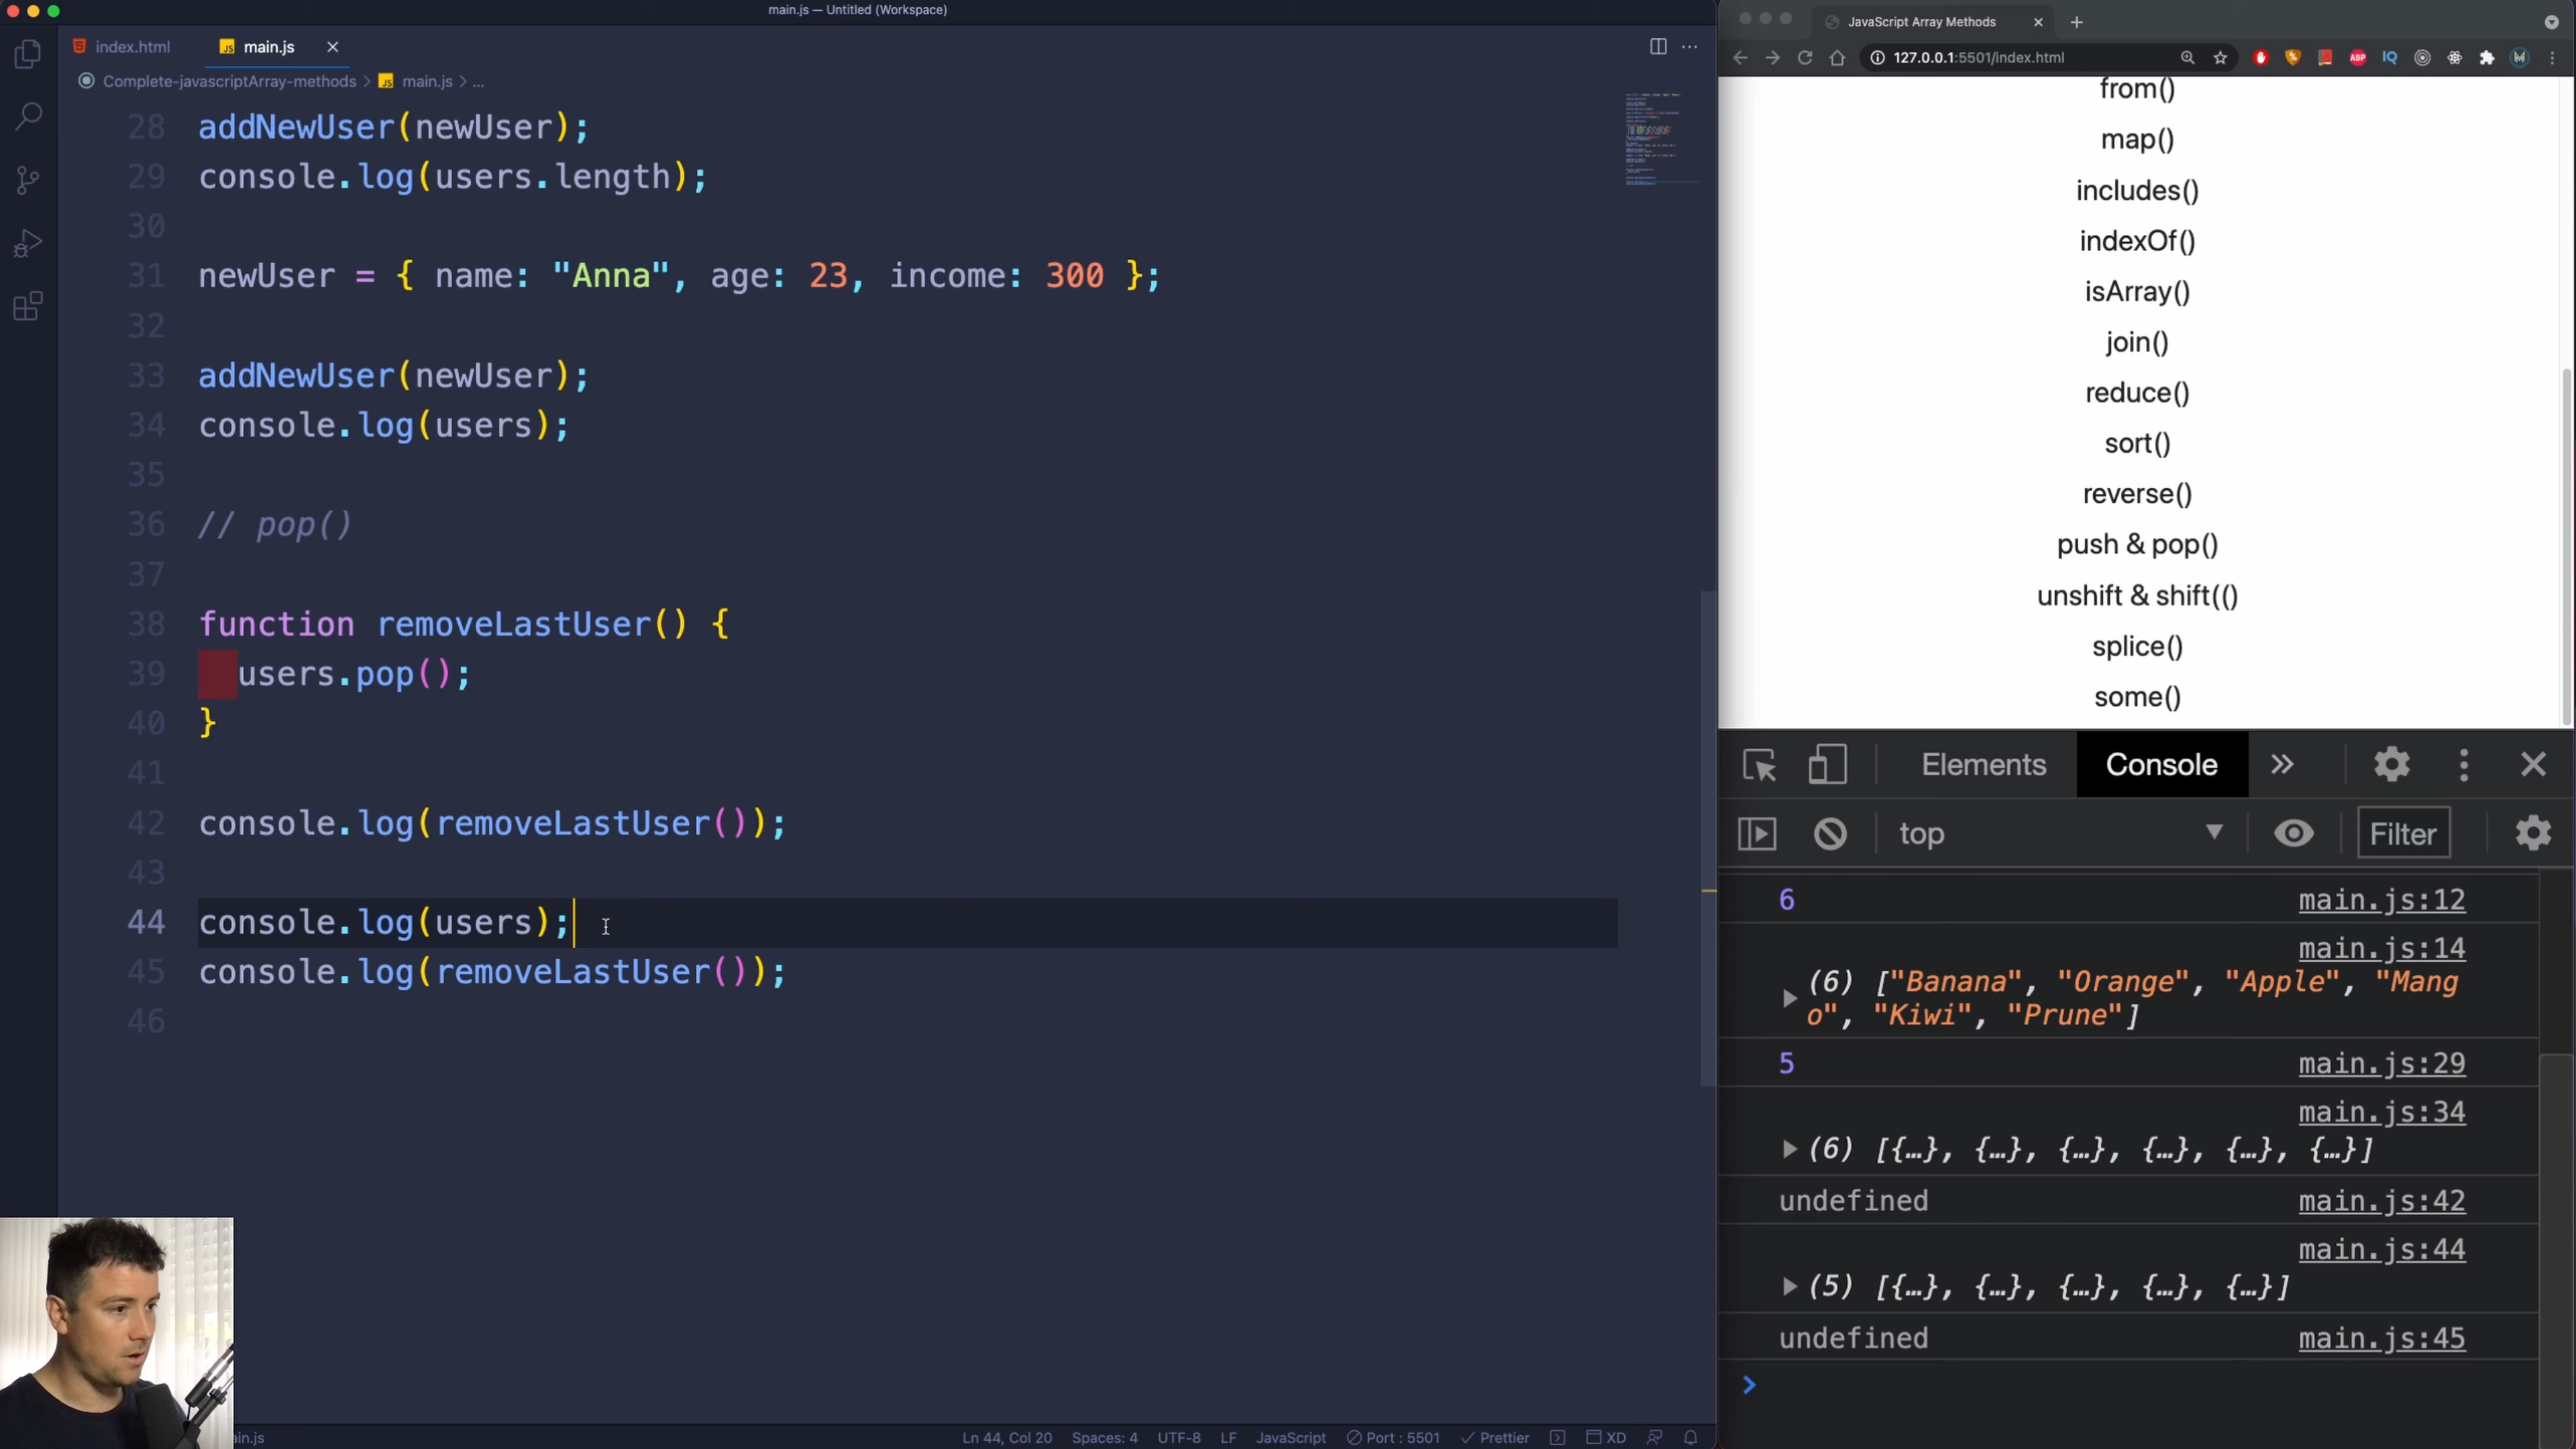 main.js — Untitled (Workspace)
index.html
JS main.js
Complete-javascriptArray-methods > JS main.js > ...
28 addNewUser(newUser);
29 console.log(users.length);
30
31 newUser = { name: "Anna", age: 23, income: 300 };
32
33 addNewUser(newUser);
34 console.log(users);
35
36 // pop()
37
38 function removeLastUser() {
39 users.pop();
40 }
41
42 console.log(removeLastUser());
43
44 console.log(users);
45 console.log(removeLastUser());
46
ain.js
Ln 44, Col 20 Spaces: 4 UTF-8 LF JavaScript Port : 5501 Prettier XD
JavaScript Array Methods
127.0.0.1:5501/index.html
ABP
IQ
from()
map()
includes()
indexOf()
isArray()
join()
reduce()
sort()
reverse()
push & pop()
unshift & shift(()
splice()
some()
Elements Console
top Filter
6 main.js:12
main.js:14
(6) ["Banana", "Orange", "Apple", "Mang
o", "Kiwi", "Prune"]
5 main.js:29
main.js:34
(6) [{…}, {…}, {…}, {…}, {…}, {…}]
undefined main.js:42
main.js:44
(5) [{…}, {…}, {…}, {…}, {…}]
undefined main.js:45